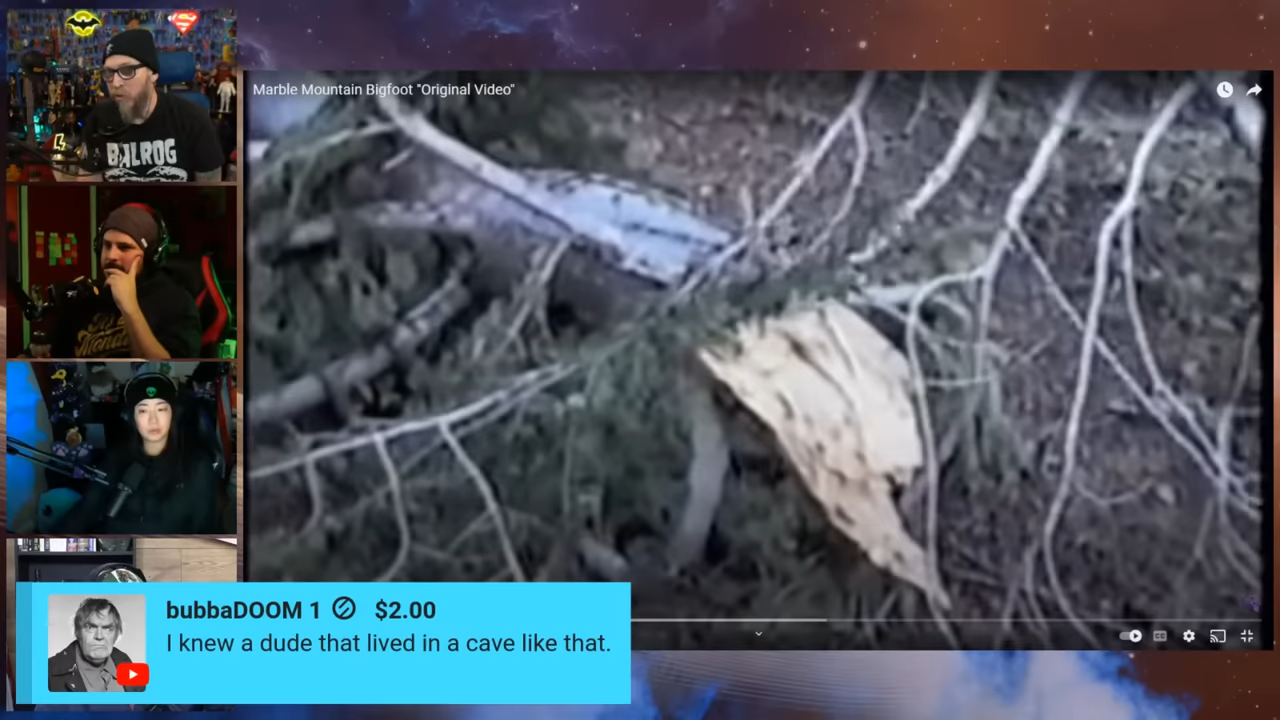 Marble Mountain Bigfoot "Original Video"
BALROG
bubbaDOOM 1 $2.00
I knew a dude that lived in a cave like that.